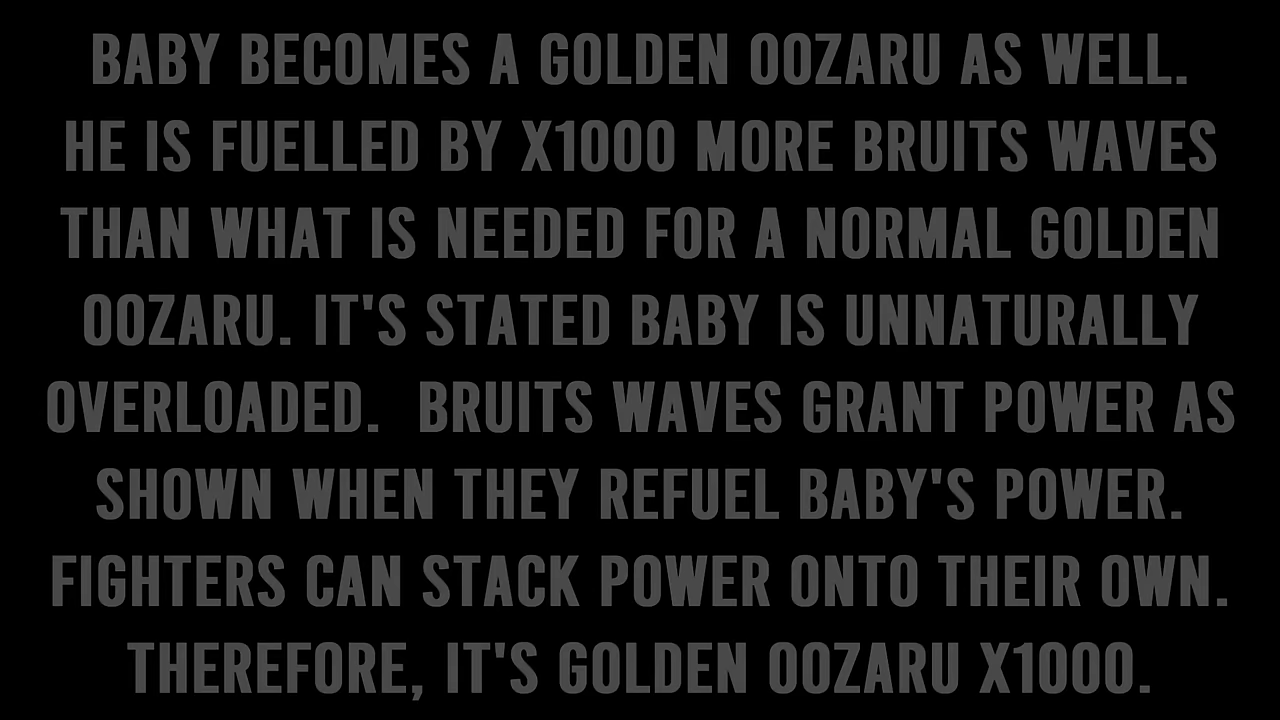 BABY BECOMES A GOLDEN OOZARU AS WELL.
HE IS FUELLED BY X1000 MORE BRUITS WAVES
THAN WHAT IS NEEDED FOR A NORMAL GOLDEN
OOZARU. IT'S STATED BABY IS UNNATURALLY
OVERLOADED.  BRUITS WAVES GRANT POWER AS
SHOWN WHEN THEY REFUEL BABY'S POWER.
FIGHTERS CAN STACK POWER ONTO THEIR OWN.
THEREFORE, IT'S GOLDEN OOZARU X1000.